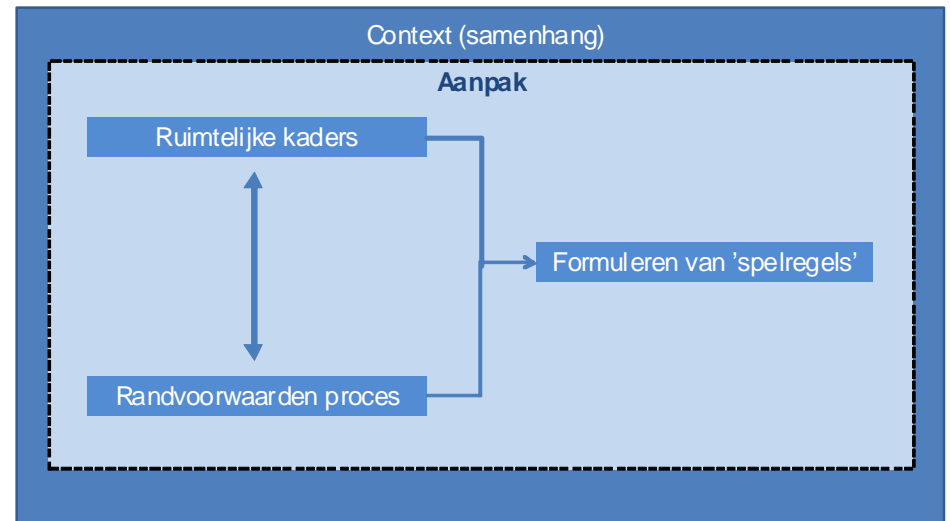 Context (samenhang)
Aanpak
Ruimtelijke kaders
Formuleren van ’spelregels’
Randvoorwaarden proces